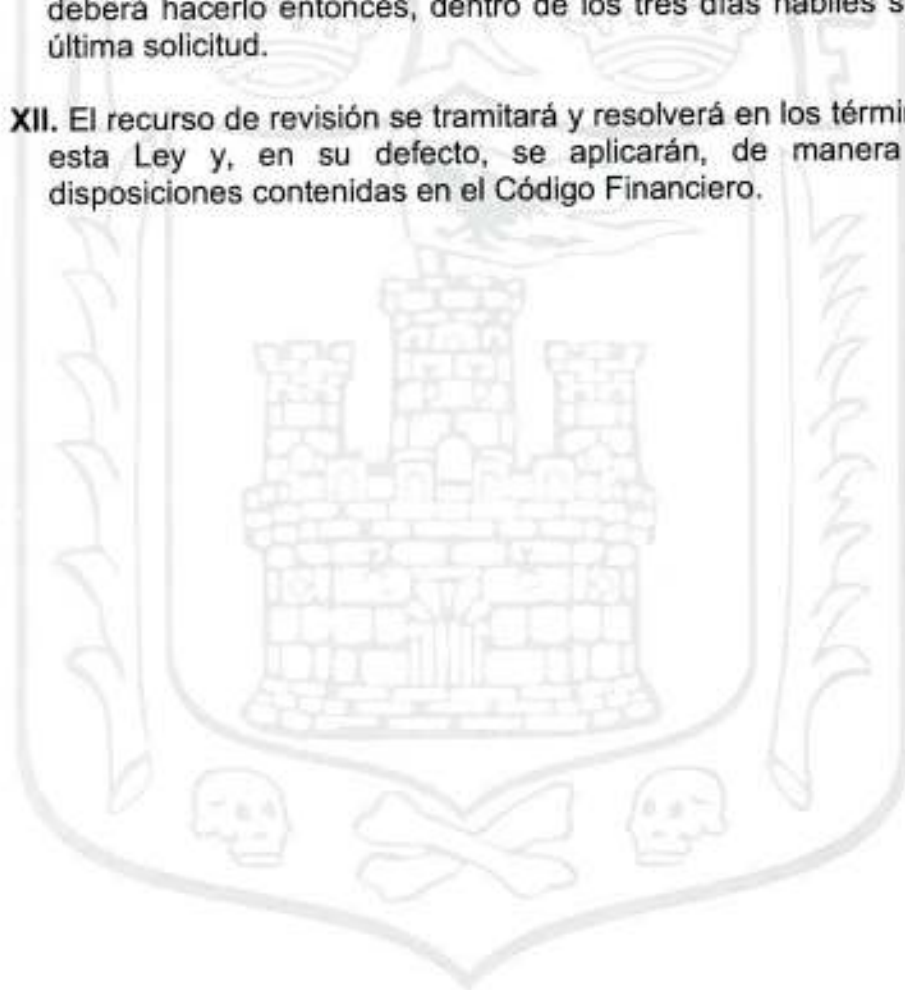 deberá hacerlo entonces, dentro de los tres días hábiles
última solicitud.
XII. El recurso de revisión se tramitará y resolverá en los
esta Ley y, en su defecto, se aplicarán, de manera
disposiciones contenidas en el Código Financiero.